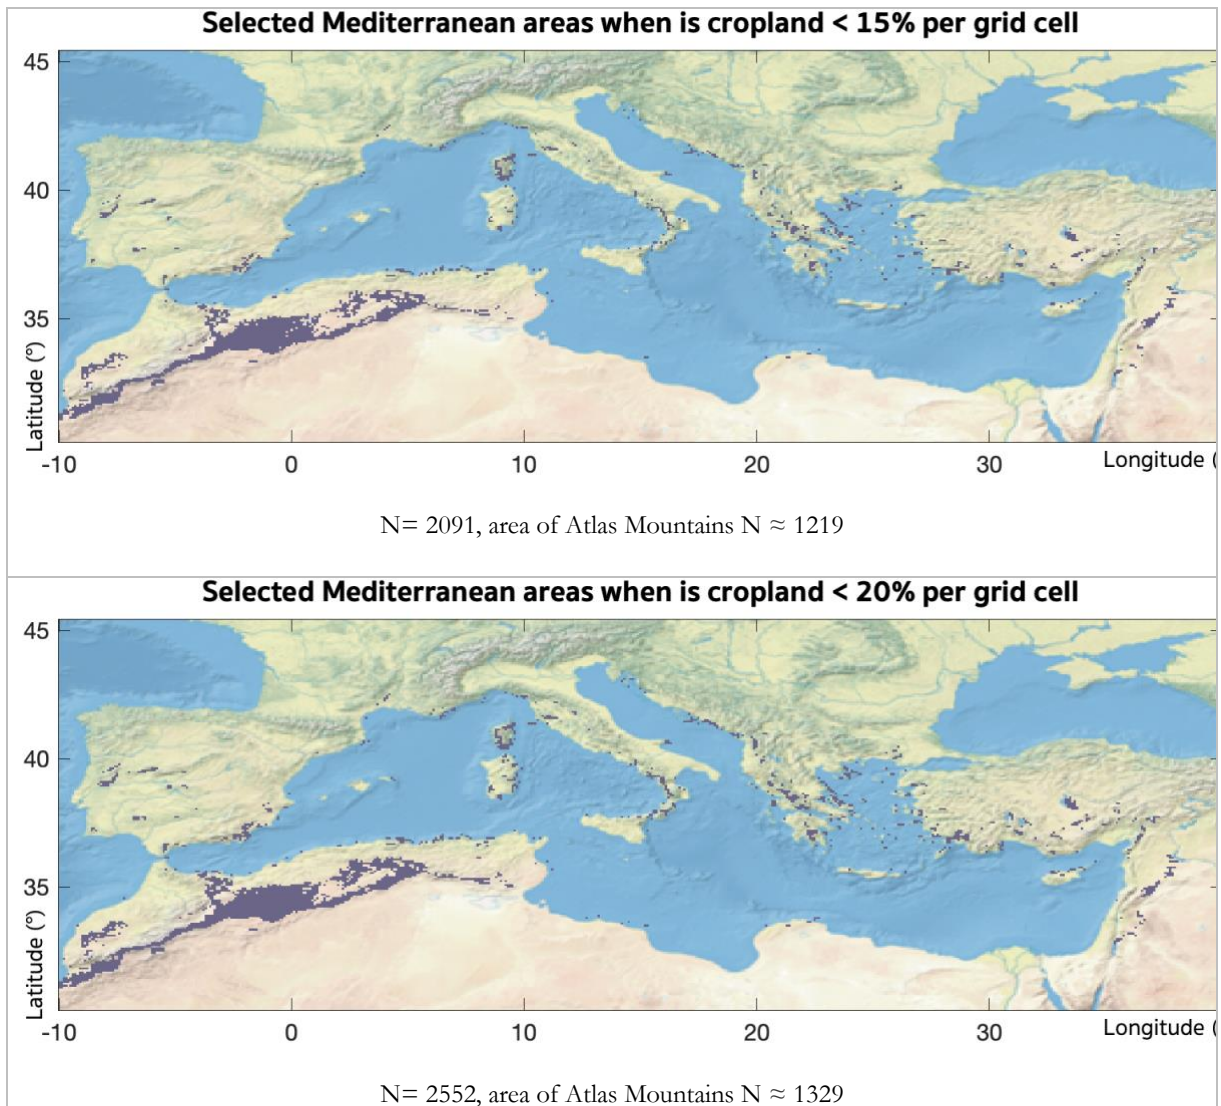 Selected Mediterranean areas when is cropland < 15% per grid cell
45
40
35
Latitude (°)
-10 0 10 20 30 Longitude (
N= 2091, area of Atlas Mountains N ≈ 1219
Selected Mediterranean areas when is cropland < 20% per grid cell
45
40
35
Latitude (°)
-10 0 10 20 30 Longitude (
N= 2552, area of Atlas Mountains N ≈ 1329